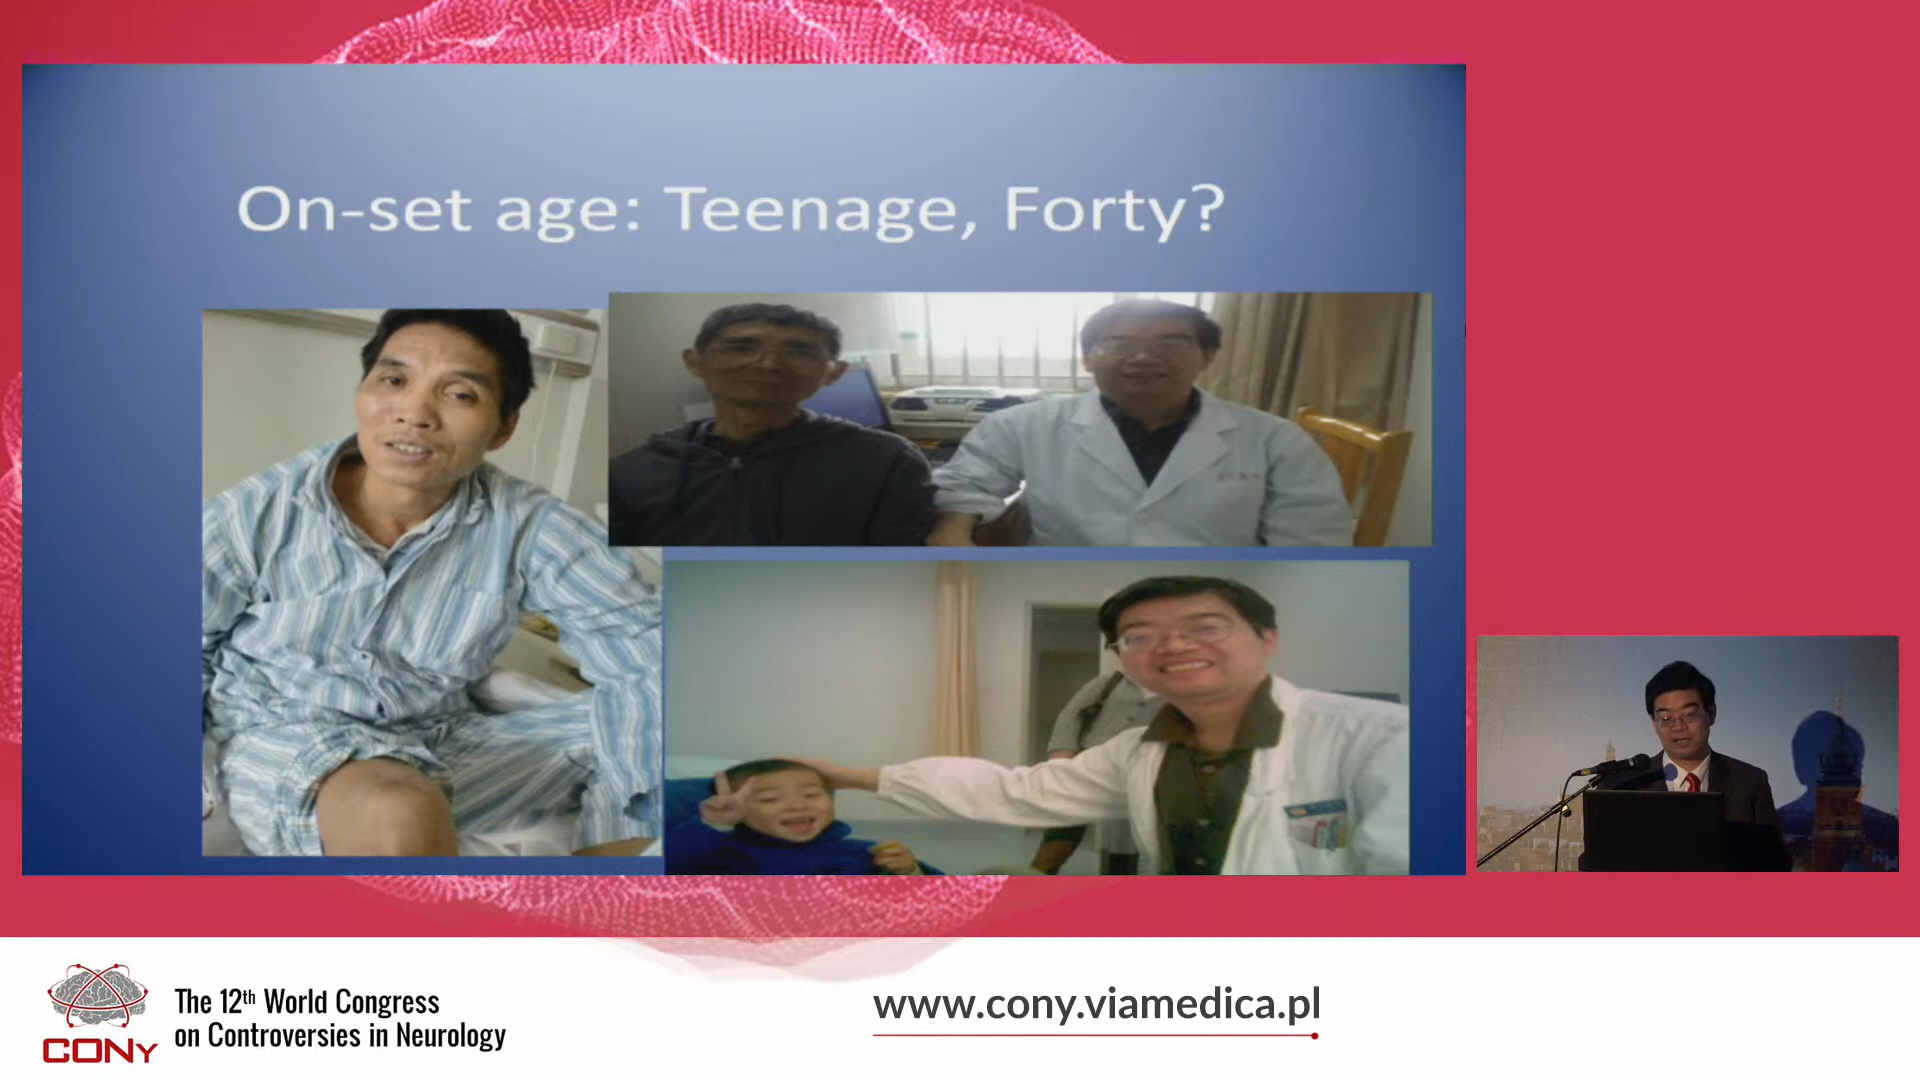 On-set age: Teenage, Forty?
CONy
The 12th World Congress
on Controversies in Neurology
www.cony.viamedica.pl